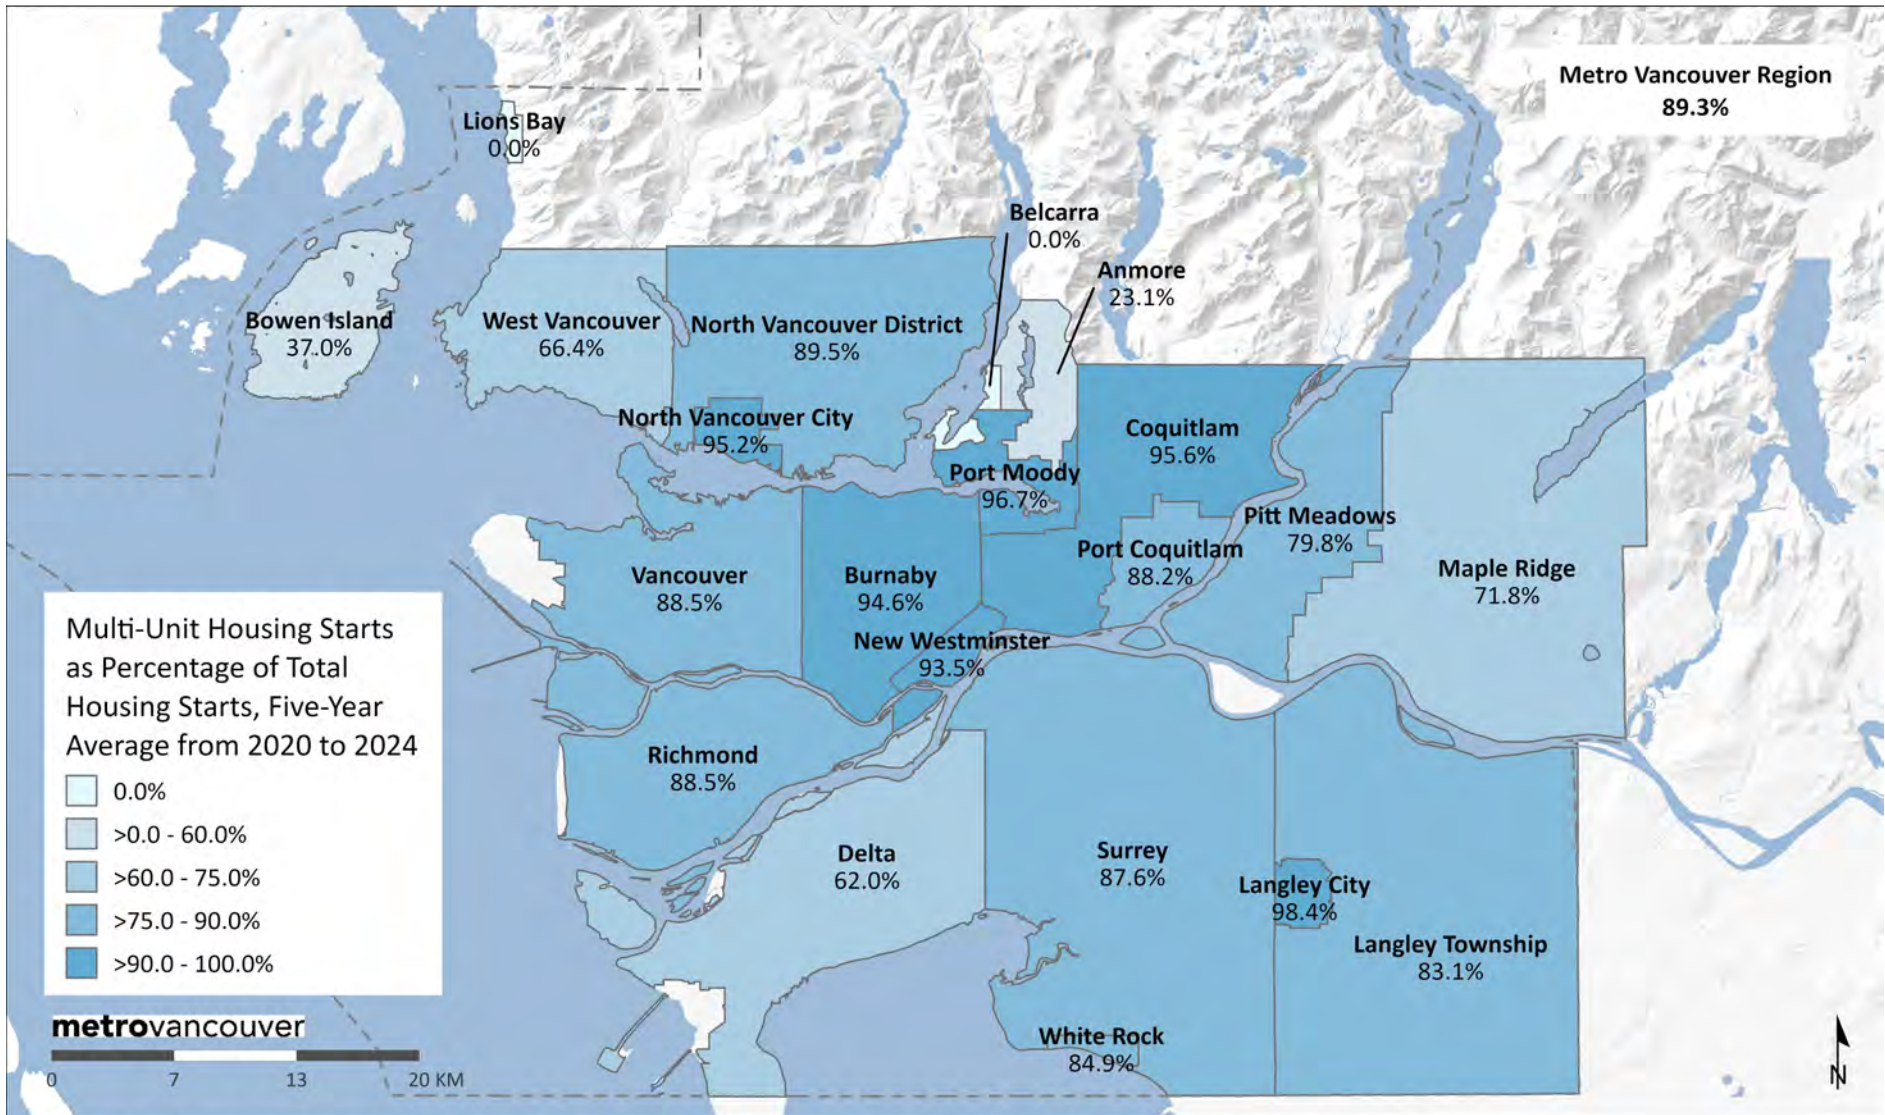 Metro Vancouver Region
89.3%
Lions Bay
0.0%
Belcarra
0.0%
Anmore
23.1%
Bowen Island
37.0%
West Vancouver
66.4%
North Vancouver District
89.5%
North Vancouver City
95.2%
Coquitlam
95.6%
Port Moody
96.7%
Pitt Meadows
79.8%
Port Coquitlam
88.2%
Maple Ridge
71.8%
Vancouver
88.5%
Burnaby
94.6%
New Westminster
93.5%
Richmond
88.5%
Delta
62.0%
Surrey
87.6%
Langley City
98.4%
Langley Township
83.1%
White Rock
84.9%
Multi-Unit Housing Starts
as Percentage of Total
Housing Starts, Five-Year
Average from 2020 to 2024
0.0%
>0.0 - 60.0%
>60.0 - 75.0%
>75.0 - 90.0%
>90.0 - 100.0%
metrovancouver
0 7 13 20 KM
N